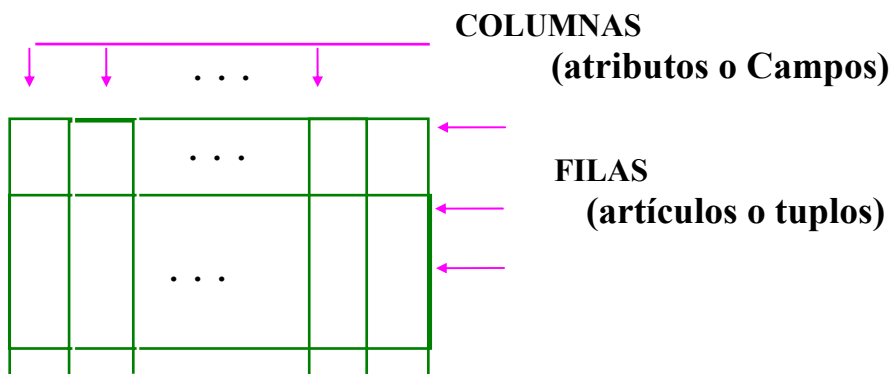 COLUMNAS
(atributos o Campos)
. . .
. . .
FILAS
(artículos o tuplos)
. . .